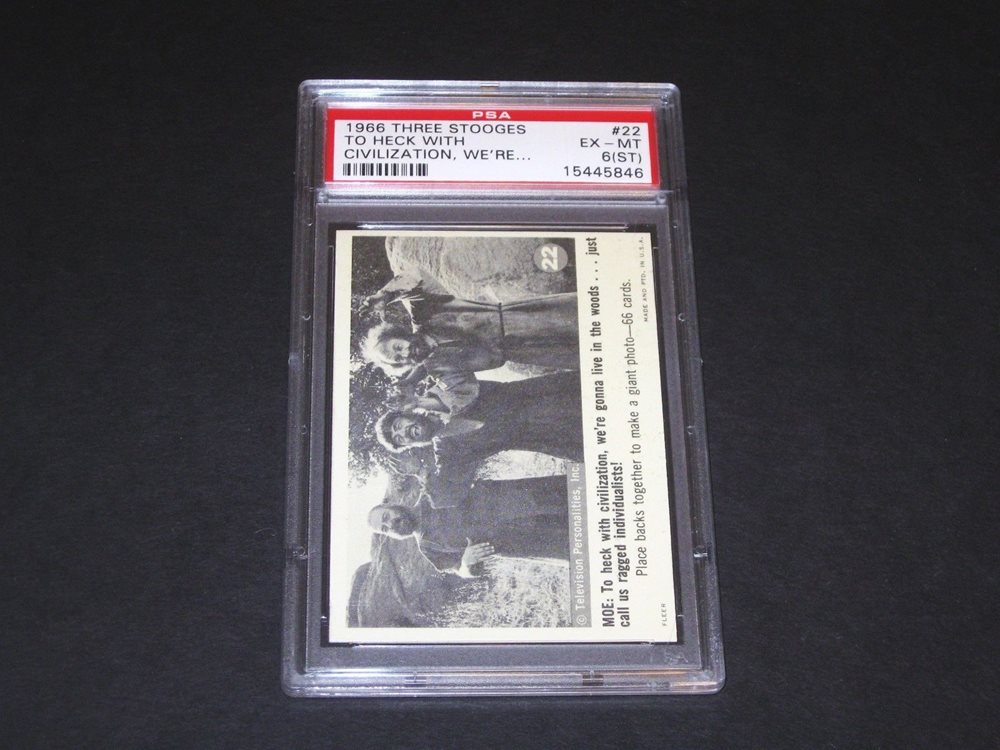 PSA
1966 THREE STOOGES #22
TO HECK WITH EX - MT
CIVILIZATION, WE'RE... 6(ST)
15445846
22
© Television Personalities, Inc.
MOE: To heck with civilization, we're gonna live in the woods . . . just
call us ragged individualists!
Place backs together to make a giant photo—66 cards.
FLEER MADE AND PTD. IN U.S.A.